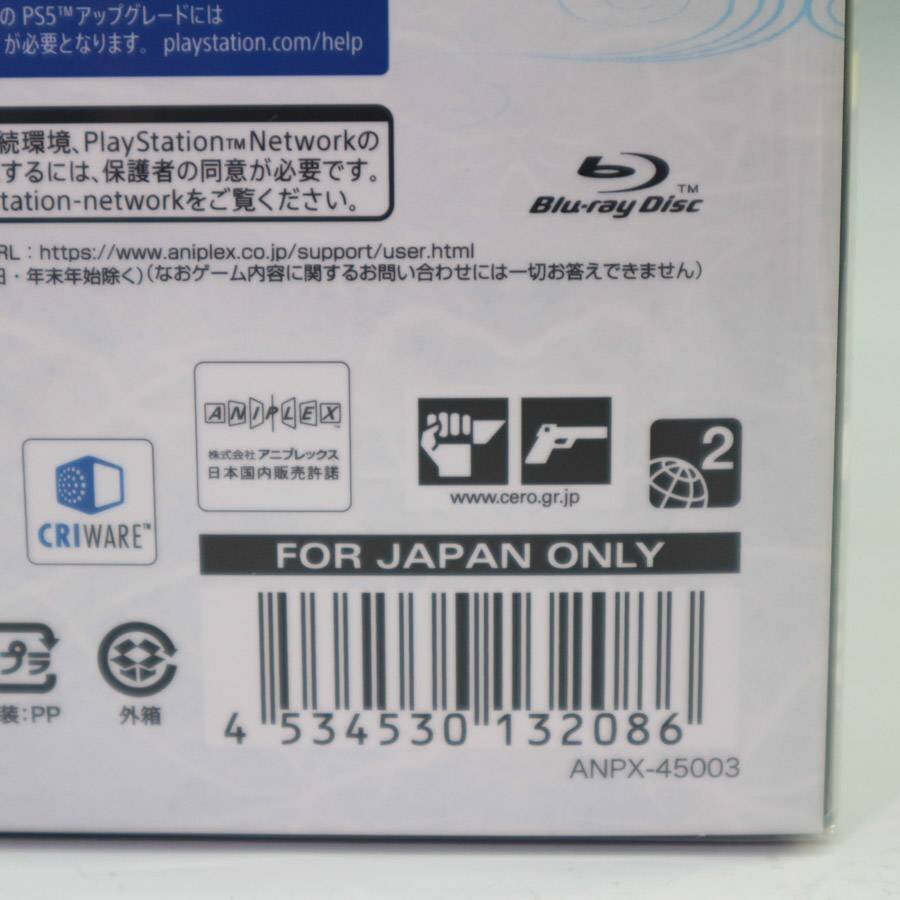 の PS5™アップグレードには
が必要となります。 playstation.com/help
続環境、PlayStation™Networkの
するには、保護者の同意が必要です。
tation-networkをご覧ください。
Blu-ray Disc™
RL：https://www.aniplex.co.jp/support/user.html
日・年末年始除く)(なおゲーム内容に関するお問い合わせには一切お答えできません)
ANIPLEX™
株式会社 アニプレックス
日本国内販売許諾
CRIWARE™
www.cero.gr.jp
2
FOR JAPAN ONLY
プラ
装：PP
外箱
4 534530 132086
ANPX-45003